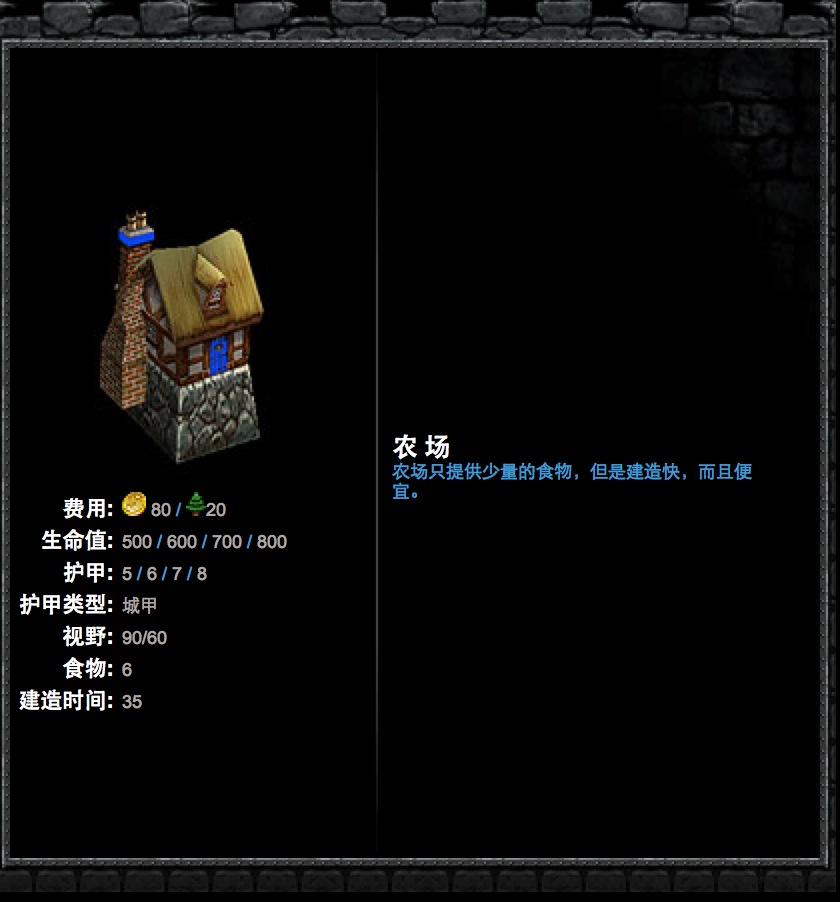 农 场
农场只提供少量的食物，但是建造快，而且便
宜。
费用: 80 / 20
生命值: 500 / 600 / 700 / 800
护甲: 5 / 6 / 7 / 8
护甲类型: 城甲
视野: 90/60
食物: 6
建造时间: 35